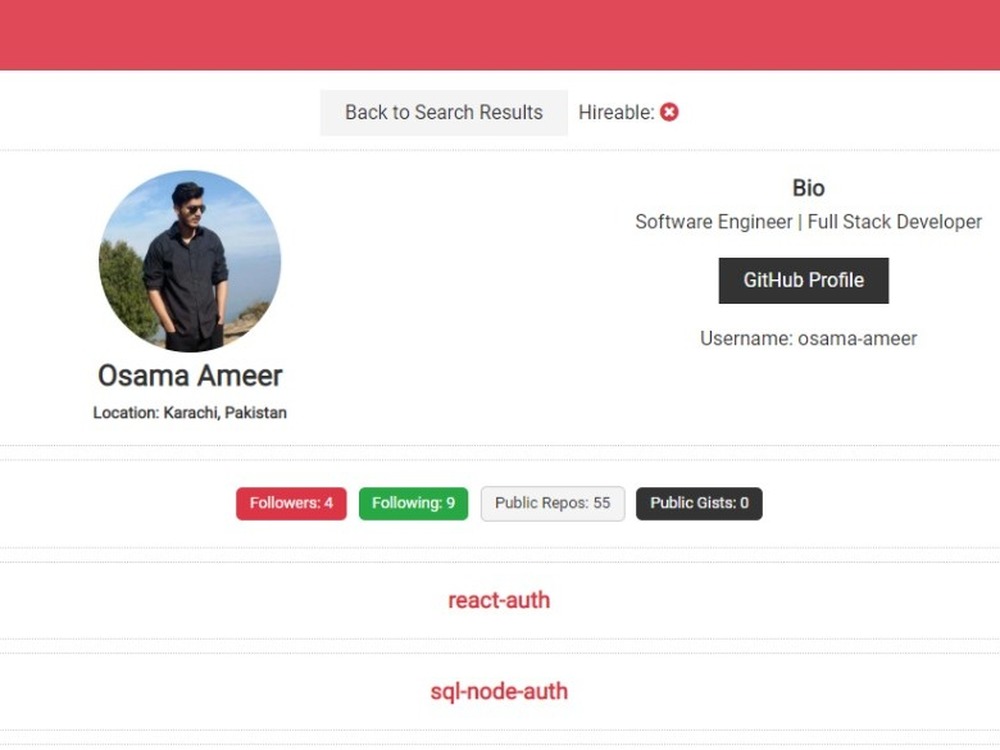 Back to Search Results Hireable:
Bio
Software Engineer | Full Stack Developer
GitHub Profile
Username: osama-ameer
Osama Ameer
Location: Karachi, Pakistan
Followers: 4 Following: 9 Public Repos: 55 Public Gists: 0
react-auth
sql-node-auth